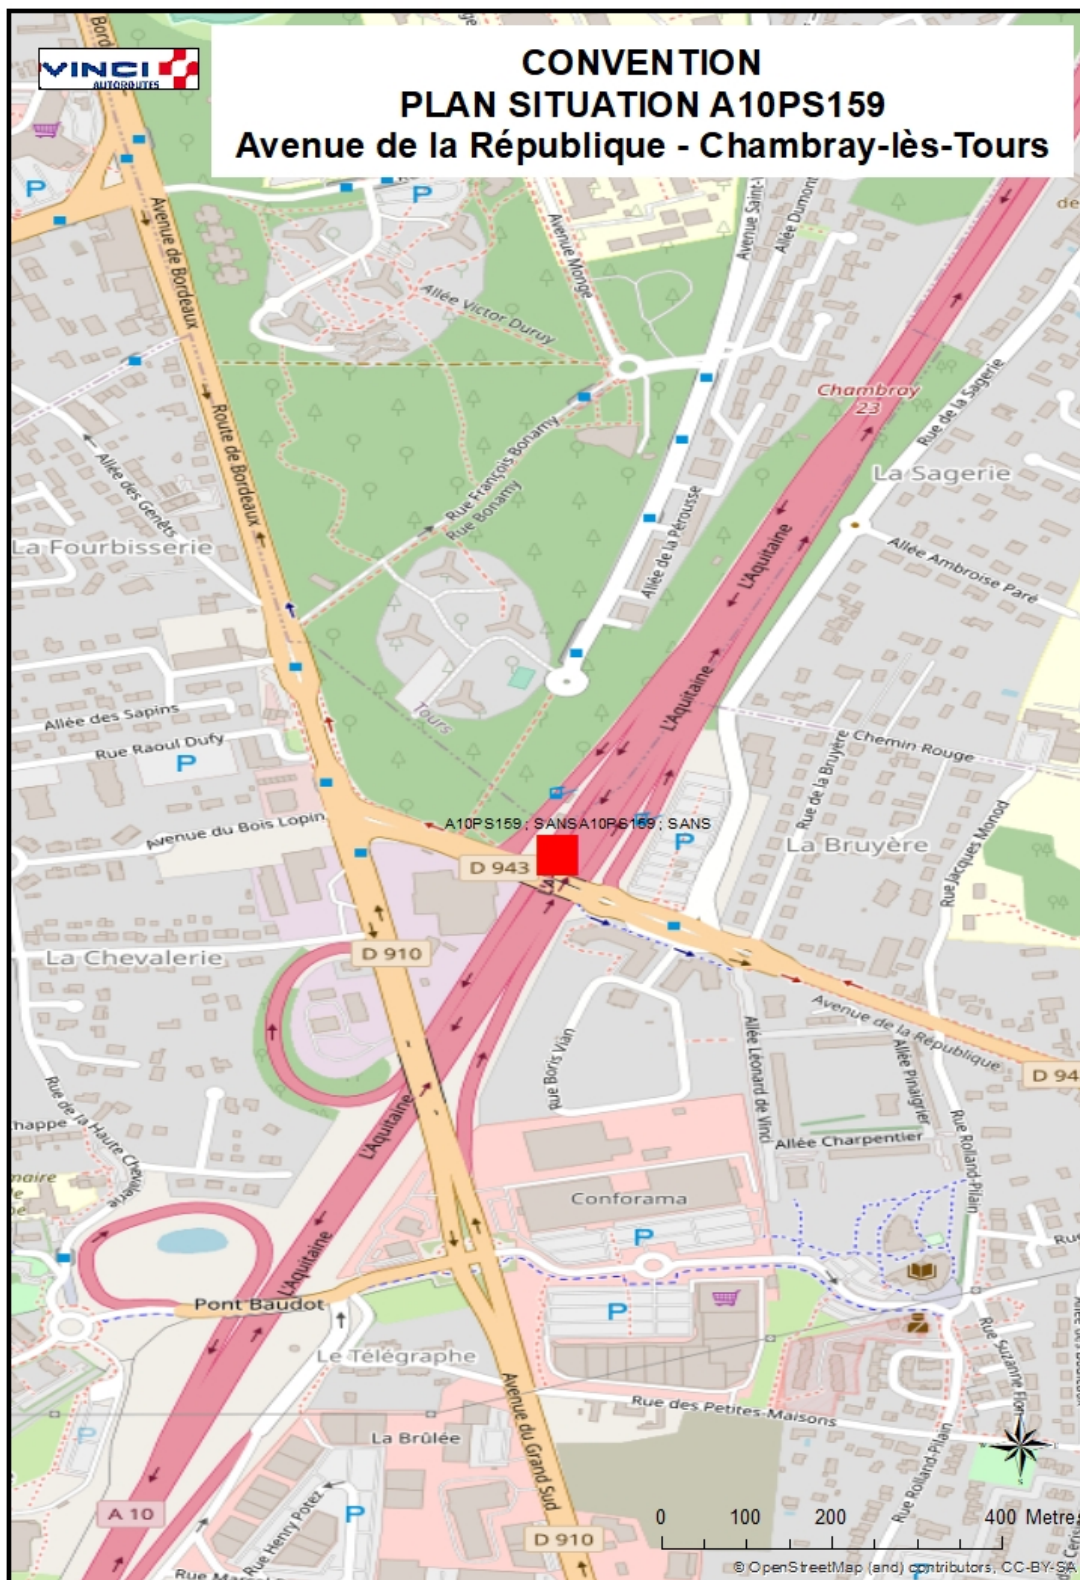 VINCI
AUTOROUTES
CONVENTION
PLAN SITUATION A10PS159
Avenue de la République - Chambray-lès-Tours
P
P
Avenue de Bordeaux
Avenue Monge
Allée Dumont
Allée Victor Duruy
Chambray
23
Rue de la Sagerie
La Sagerie
Route de Bordeaux
Allée des Genêts
Rue François Bonamy
Rue Bonamy
La Fourbisserie
Allée de la Pérousse
L'Aquitaine
Allée Ambroise Paré
L'Aquitaine
Allée des Sapins
Tours
Rue Raoul Dufy
P
Rue de la Bruyère
Chemin Rouge
Avenue du Bois Lopin
A10PS159 ; SANSA10PS159 ; SANS
P
La Bruyère
Rue Jacques Monod
D 943
La Chevalerie
D 910
Avenue de la République
D 94
Rue Boris Vian
Allée Léonard de Vinci
Allée Pinaigrier
L'Aquitaine
Rue de la Haute Chevalerie
Allée Charpentier
Rue Rolland-Pilain
Conforama
P
L'Aquitaine
Pont Baudot
P
Le Télégraphe
Rue Suzanne Flon
Avenue du Grand Sud
Rue des Petites-Maisons
La Brûlée
P
Rue Rolland-Pilain
A 10
P
Rue Henry Potez
D 910
0 100 200 400 Metres
© OpenStreetMap (and) contributors, CC-BY-SA